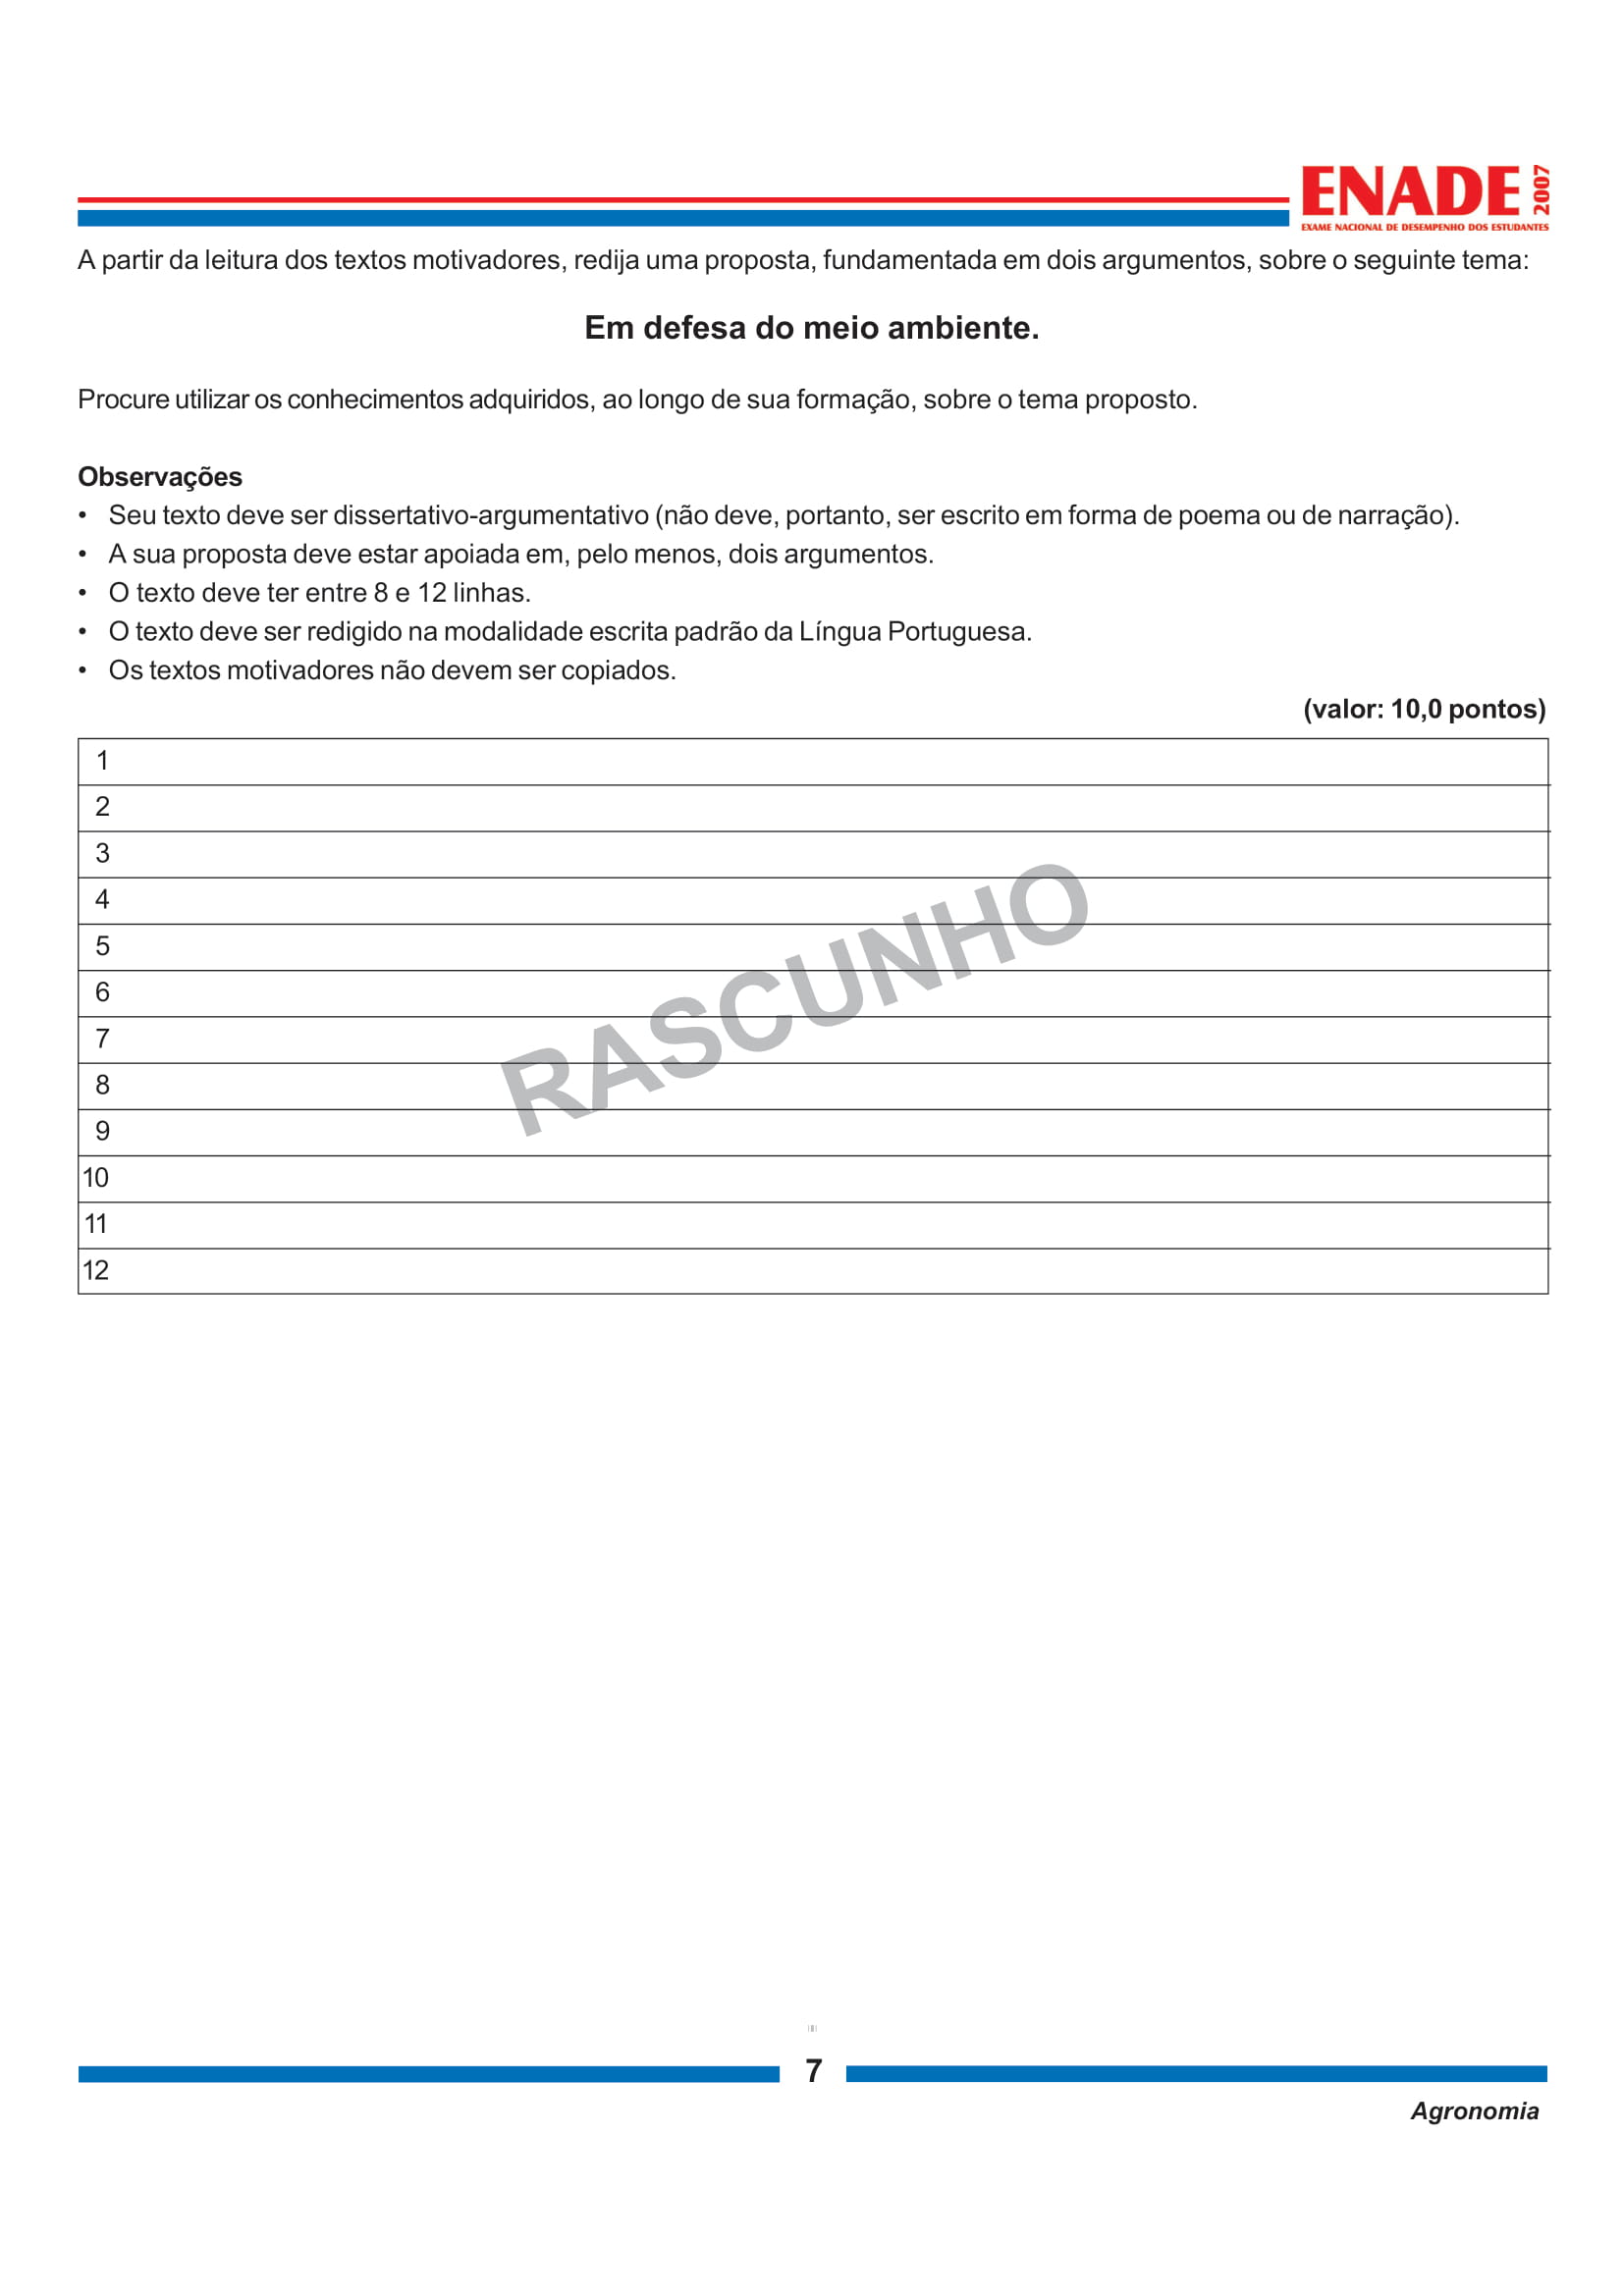 ENADE 2007
EXAME NACIONAL DE DESEMPENHO DOS ESTUDANTES
A partir da leitura dos textos motivadores, redija uma proposta, fundamentada em dois argumentos, sobre o seguinte tema:
Em defesa do meio ambiente.
Procure utilizar os conhecimentos adquiridos, ao longo de sua formação, sobre o tema proposto.
Observações
• Seu texto deve ser dissertativo-argumentativo (não deve, portanto, ser escrito em forma de poema ou de narração).
• A sua proposta deve estar apoiada em, pelo menos, dois argumentos.
• O texto deve ter entre 8 e 12 linhas.
• O texto deve ser redigido na modalidade escrita padrão da Língua Portuguesa.
• Os textos motivadores não devem ser copiados.
(valor: 10,0 pontos)
1
2
3
4
5
6
7
8
9
10
11
12
RASCUNHO
7
Agronomia